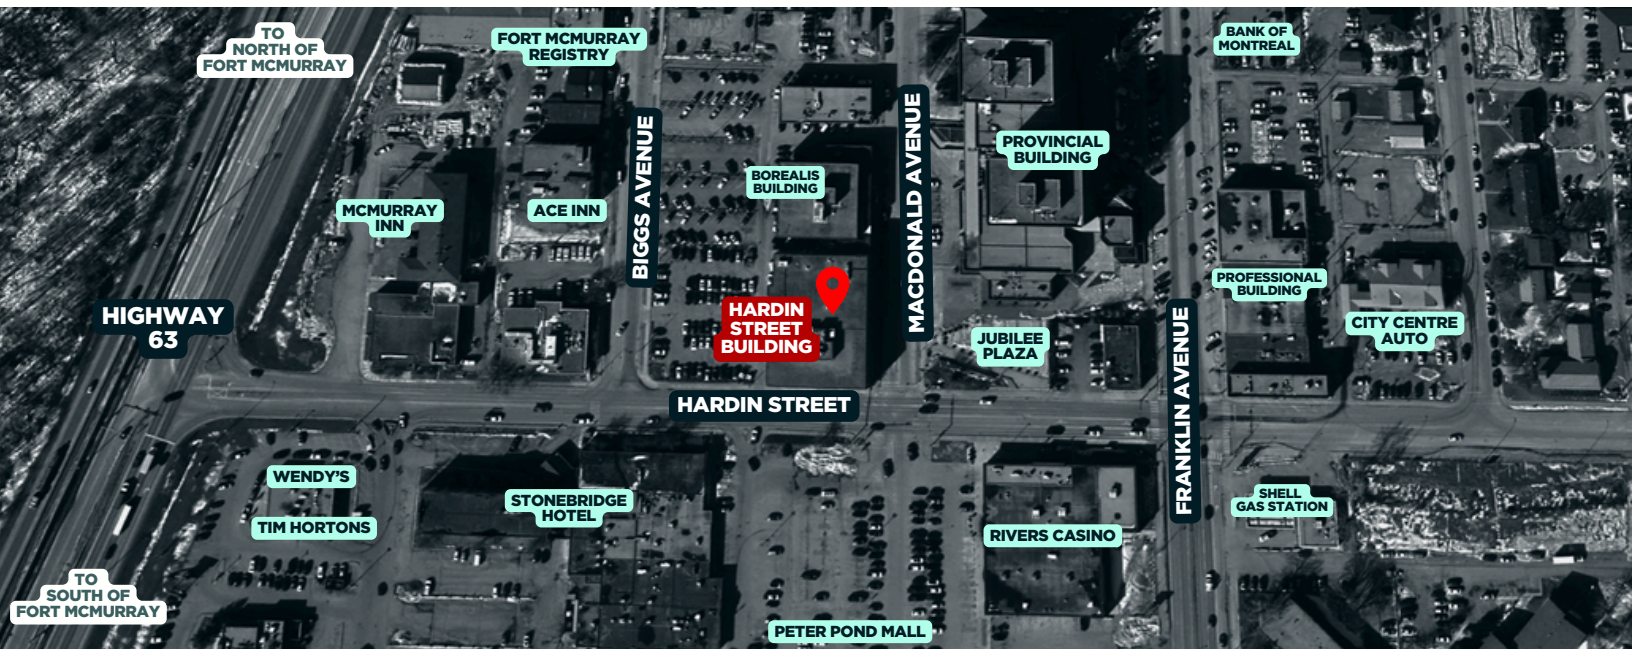 TO
NORTH OF
FORT MCMURRAY
FORT MCMURRAY
REGISTRY
BANK OF
MONTREAL
BIGGS AVENUE
MACDONALD AVENUE
PROVINCIAL
BUILDING
BOREALIS
BUILDING
MCMURRAY
INN
ACE INN
PROFESSIONAL
BUILDING
HIGHWAY
63
HARDIN
STREET
BUILDING
JUBILEE
PLAZA
CITY CENTRE
AUTO
FRANKLIN AVENUE
HARDIN STREET
WENDY'S
TIM HORTONS
STONEBRIDGE
HOTEL
RIVERS CASINO
SHELL
GAS STATION
TO
SOUTH OF
FORT MCMURRAY
PETER POND MALL